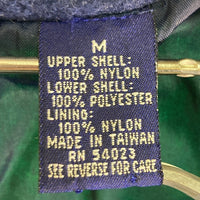 M
UPPER SHELL:
100% NYLON
LOWER SHELL:
100% POLYESTER
LINING:
100% NYLON
MADE IN TAIWAN
RN 54023
SEE REVERSE FOR CARE